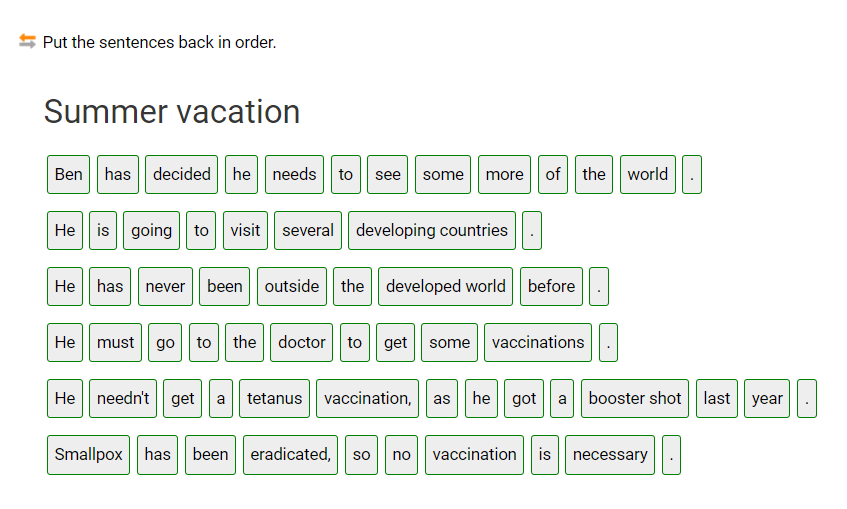 Put the sentences back in order.
Summer vacation
Ben has decided he needs to see some more of the world .
He is going to visit several developing countries .
He has never been outside the developed world before .
He must go to the doctor to get some vaccinations .
He needn't get a tetanus vaccination, as he got a booster shot last year .
Smallpox has been eradicated, so no vaccination is necessary .